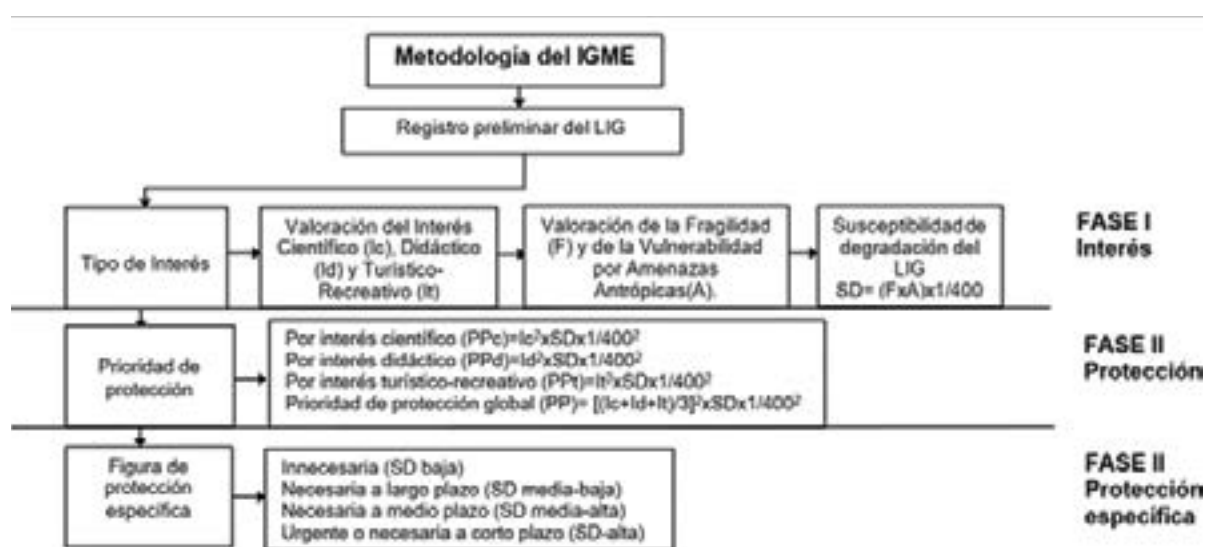 Metodología del IGME
Registro preliminar del LIG
Tipo de Interés
Valoración del Interés
Científico (Ic), Didáctico
(Id) y Turístico-
Recreativo (It)
Valoración de la Fragilidad
(F) y de la Vulnerabilidad
por Amenazas
Antrópicas(A).
Susceptibilidad de
degradación del
LIG
SD= (FxA)x1/400
FASE I
Interés
Prioridad de
protección
Por interés científico (PPc)=Ic²xSDx1/400²
Por interés didáctico (PPd)=Id²xSDx1/400²
Por interés turístico-recreativo (PPt)=It²xSDx1/400²
Prioridad de protección global (PP)= [(Ic+Id+It)/3]²xSDx1/400²
FASE II
Protección
Figura de
protección
específica
Innecesaria (SD baja)
Necesaria a largo plazo (SD media-baja)
Necesaria a medio plazo (SD media-alta)
Urgente o necesaria a corto plazo (SD-alta)
FASE II
Protección
especifica